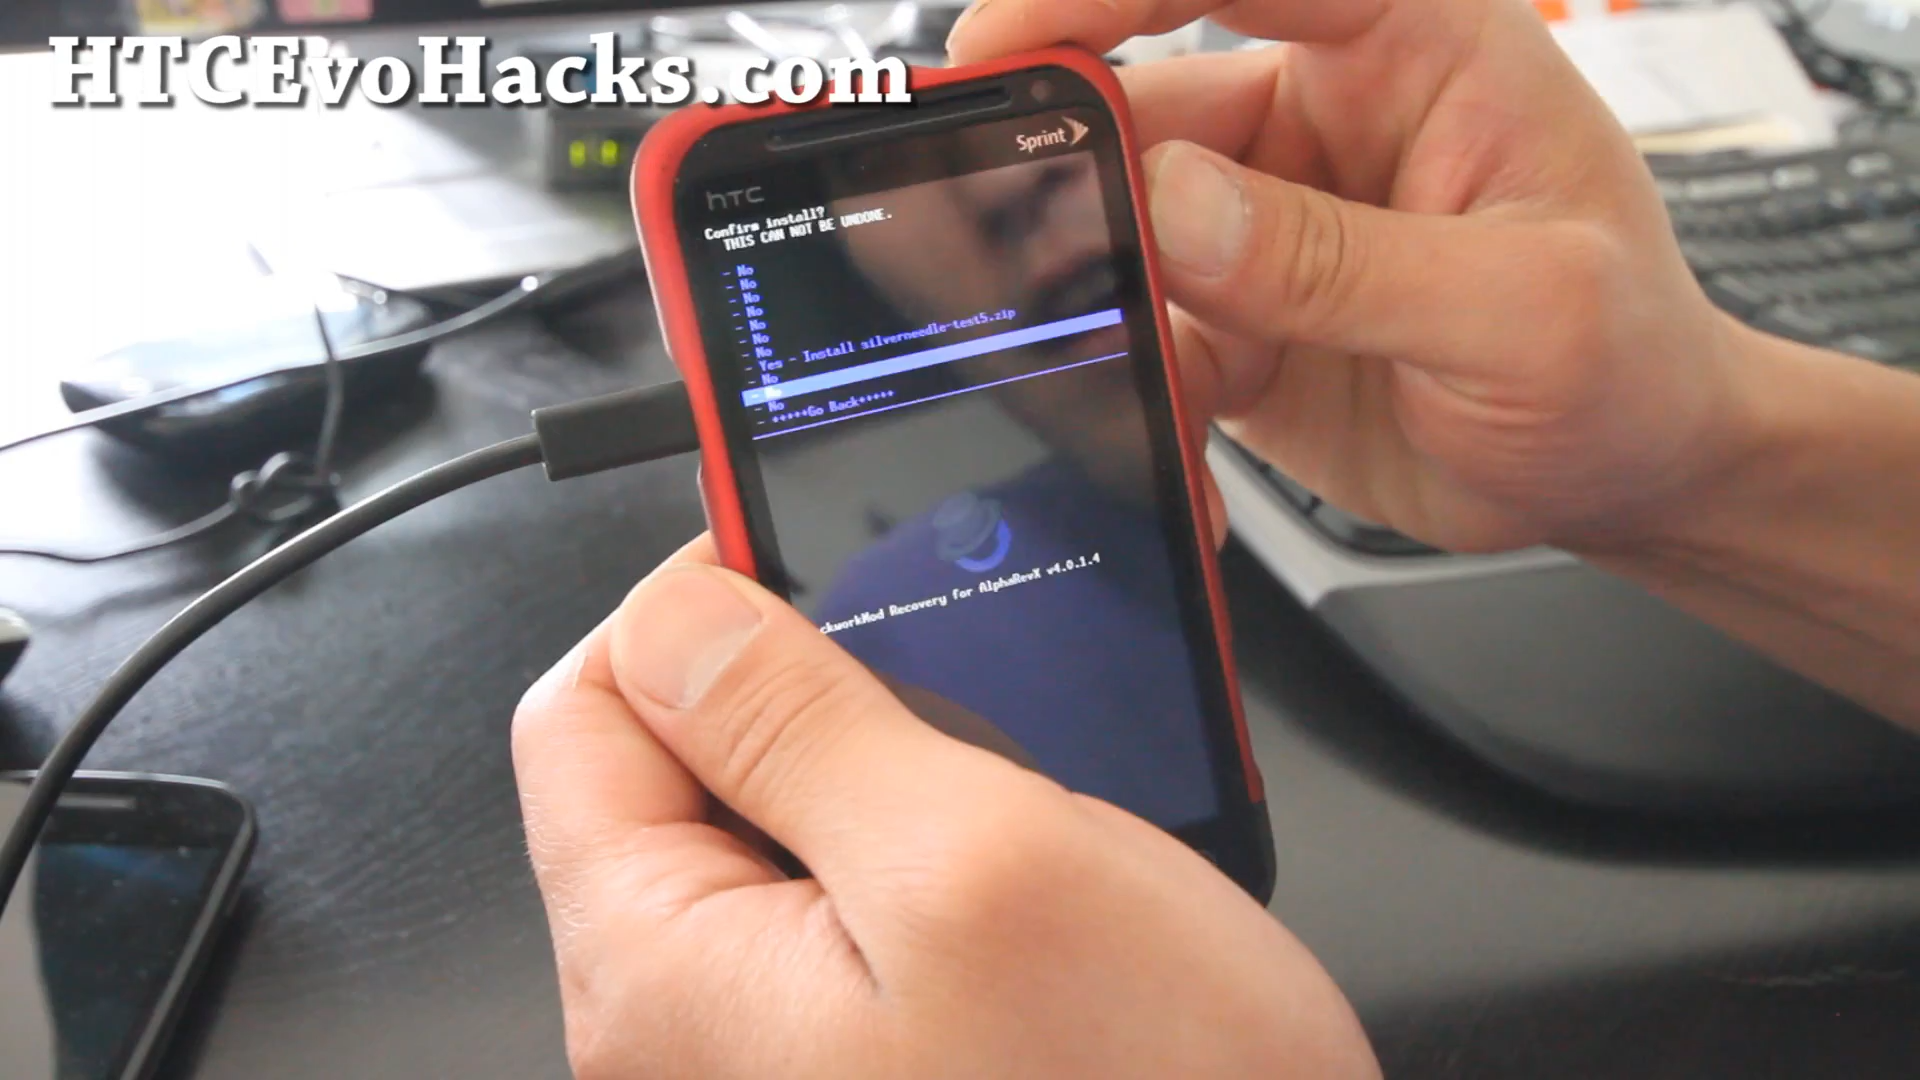 HTCEvoHacks.com
Sprint
hTC
Confirm install?
THIS CAN NOT BE UNDONE.
- No
- No
- No
- No
- No
- No
- No
- Yes - Install silverneedle-test5.zip
- No
- No
- No
- +++++Go Back+++++
ckworkMod Recovery for AlphaRevX v4.0.1.4